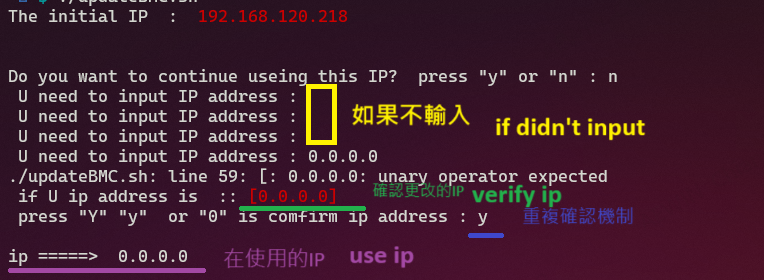 The initial IP  :  192.168.120.218
Do you want to continue useing this IP?  press "y" or "n" : n
U need to input IP address :
U need to input IP address :
U need to input IP address :
如果不輸入 if didn't input
U need to input IP address : 0.0.0.0
./updateBMC.sh: line 59: [: 0.0.0.0: unary operator expected
if U ip address is  :: [0.0.0.0] 確認更改的IP verify ip
press "Y" "y"  or "0" is comfirm ip address : y 重複確認機制
ip =====>  0.0.0.0 在使用的IP use ip